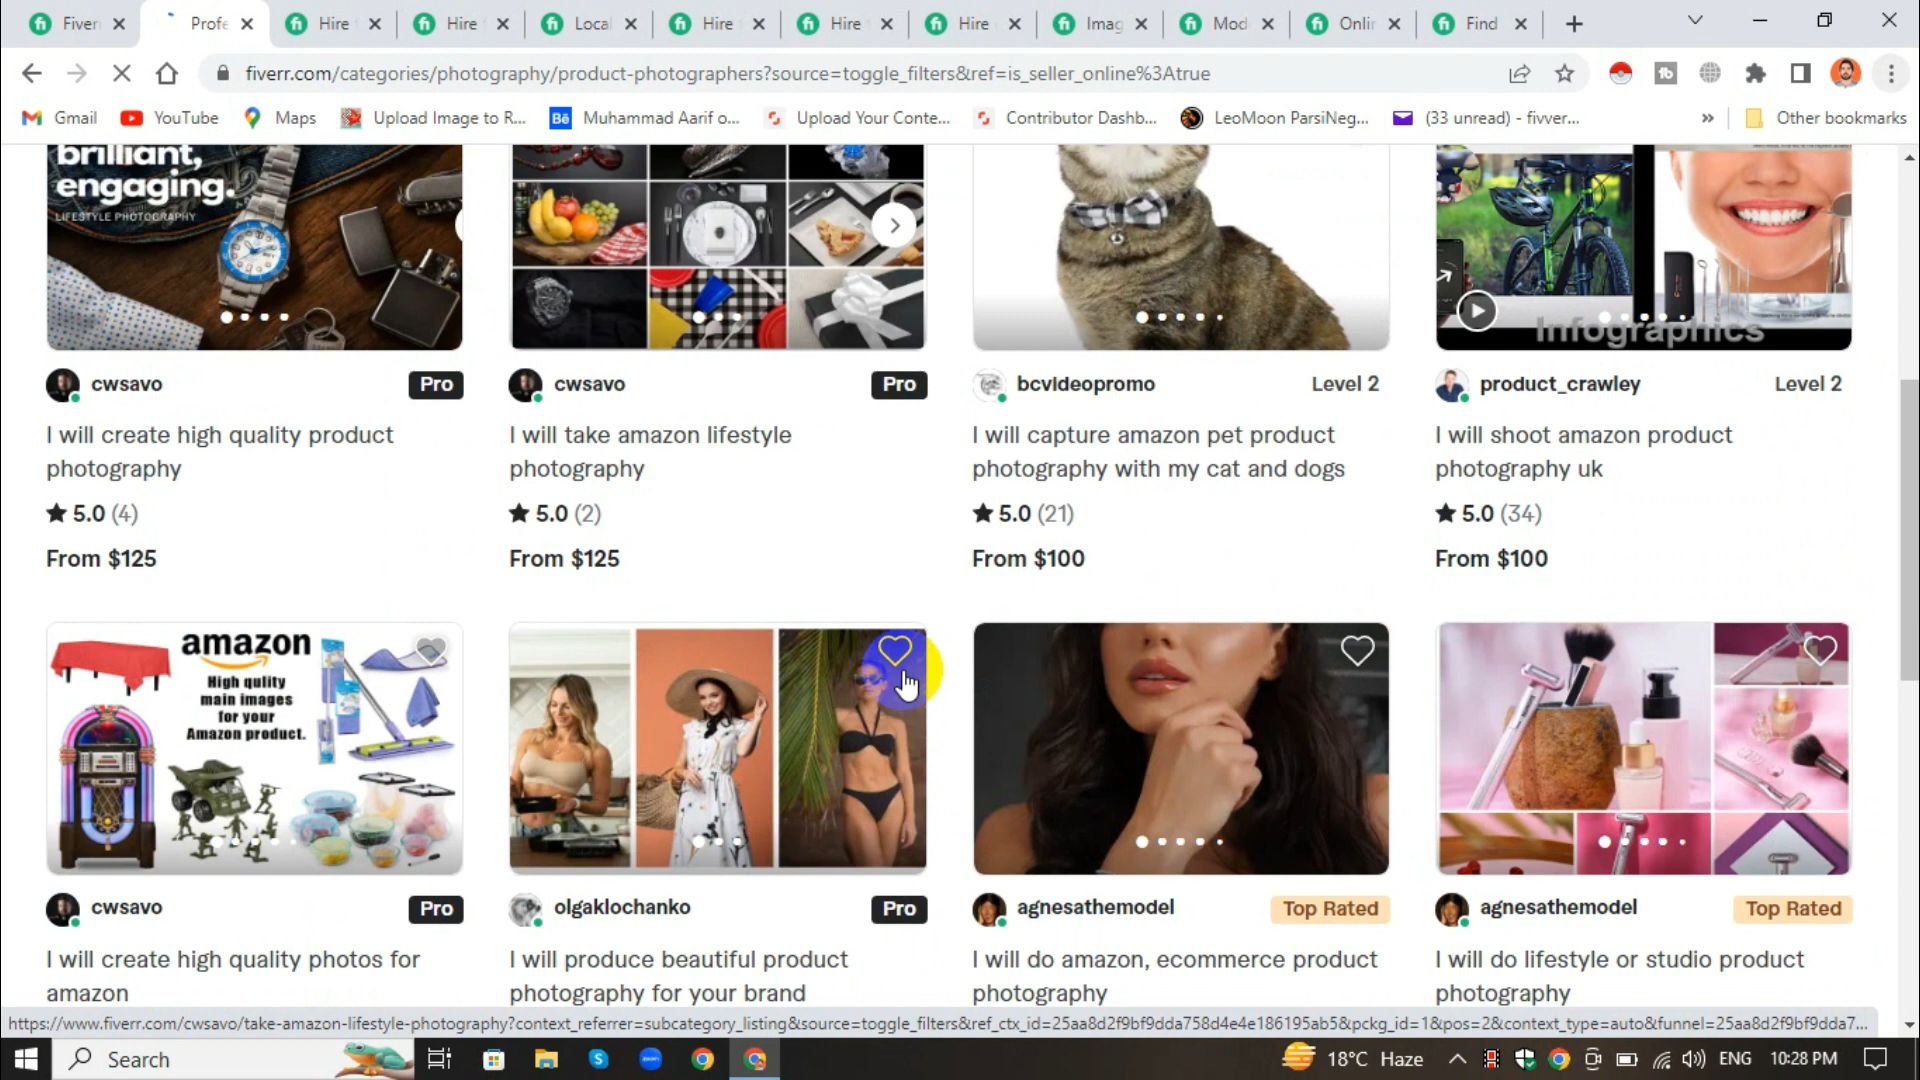 Fiverr
Profe
Hire
Hire
Local
Hire
Hire
Hire
Imag
Mod
Onlin
Find
fiverr.com/categories/photography/product-photographers?source=toggle_filters&ref=is_seller_online%3Atrue
Gmail
YouTube
Maps
Upload Image to R...
Bē
Muhammad Aarif o...
Upload Your Conte...
Contributor Dashb...
LeoMoon ParsiNeg...
(33 unread) - fivver...
»
Other bookmarks
brilliant,
engaging.
LIFESTYLE PHOTOGRAPHY
Infographics
cwsavo
Pro
cwsavo
Pro
bcvideopromo
Level 2
product_crawley
Level 2
I will create high quality product
photography
I will take amazon lifestyle
photography
I will capture amazon pet product
photography with my cat and dogs
I will shoot amazon product
photography uk
5.0 (4)
5.0 (2)
5.0 (21)
5.0 (34)
From $125
From $125
From $100
From $100
amazon
High qulity
main images
for your
Amazon product.
cwsavo
Pro
olgaklochanko
Pro
agnesathemodel
Top Rated
agnesathemodel
Top Rated
I will create high quality photos for
amazon
I will produce beautiful product
photography for your brand
I will do amazon, ecommerce product
photography
I will do lifestyle or studio product
photography
https://www.fiverr.com/cwsavo/take-amazon-lifestyle-photography?context_referrer=subcategory_listing&source=toggle_filters&ref_ctx_id=25aa8d2f9bf9dda758d4e4e186195ab5&pckg_id=1&pos=2&context_type=auto&funnel=25aa8d2f9bf9dda7...
Search
18°C Haze
ENG
10:28 PM